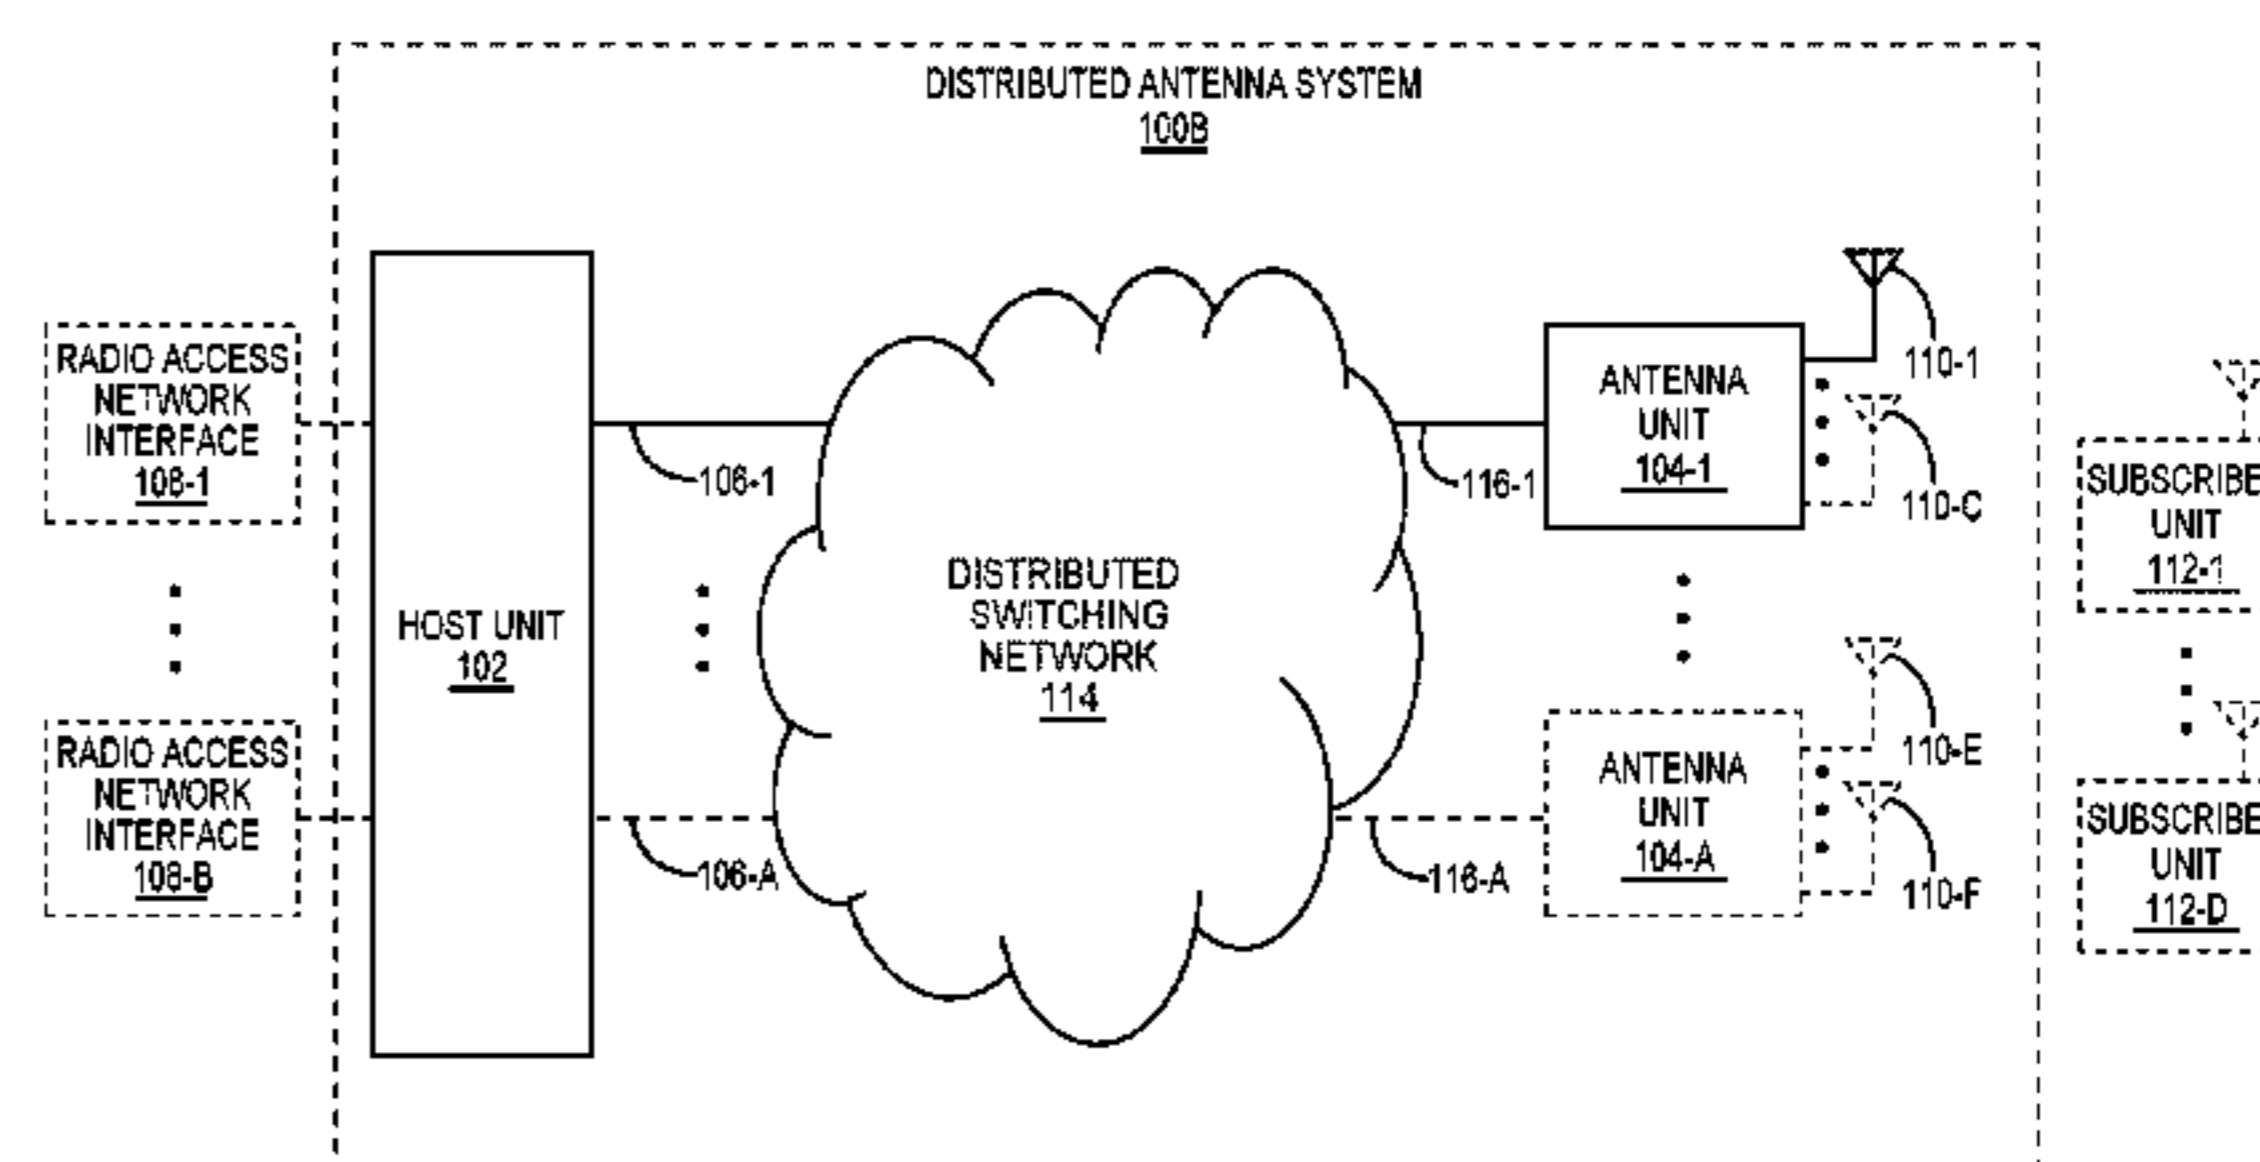 DISTRIBUTED ANTENNA SYSTEM
100B
RADIO ACCESS
NETWORK
INTERFACE
108-1
RADIO ACCESS
NETWORK
INTERFACE
108-B
HOST UNIT
102
106-1
106-A
DISTRIBUTED
SWITCHING
NETWORK
114
116-1
116-A
ANTENNA
UNIT
104-1
110-1
110-C
ANTENNA
UNIT
104-A
110-E
110-F
SUBSCRIBE
UNIT
112-1
SUBSCRIBE
UNIT
112-D